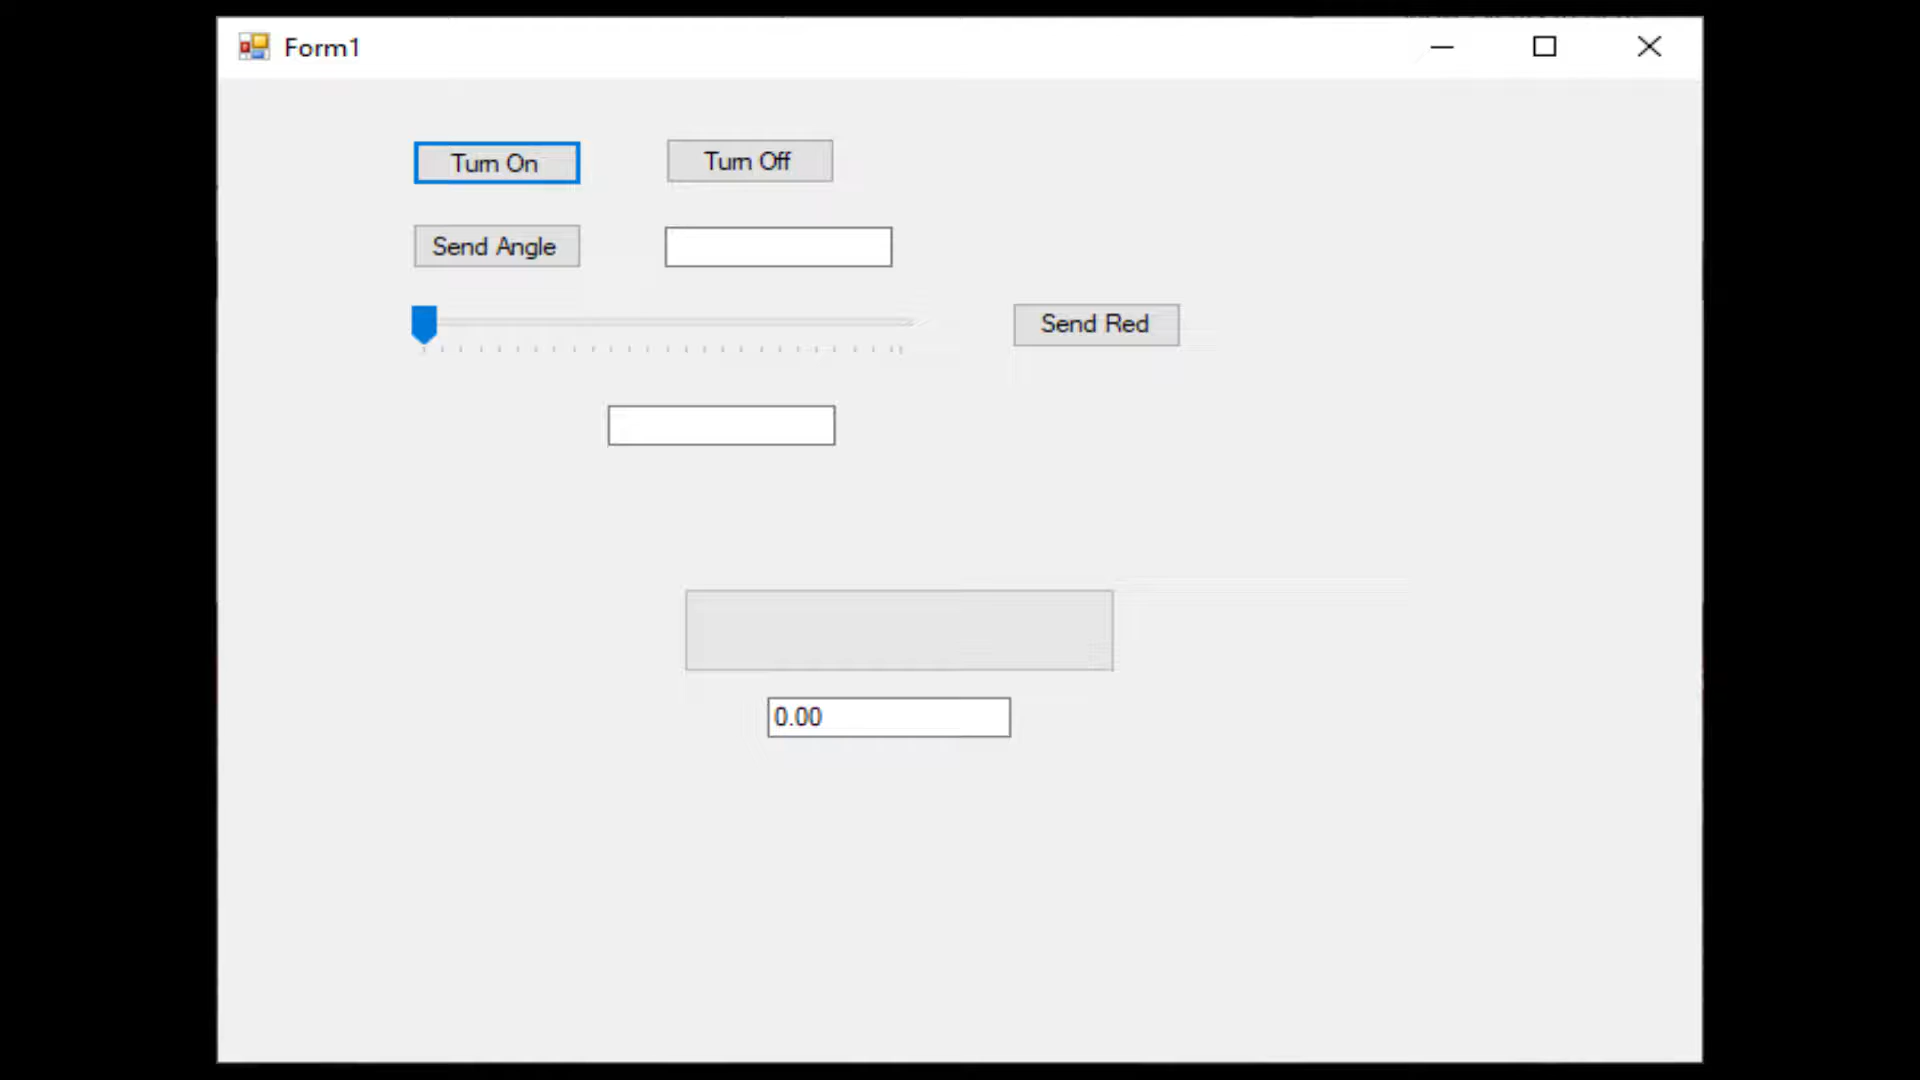 Form1
Turn On
Turn Off
Send Angle
Send Red
0.00